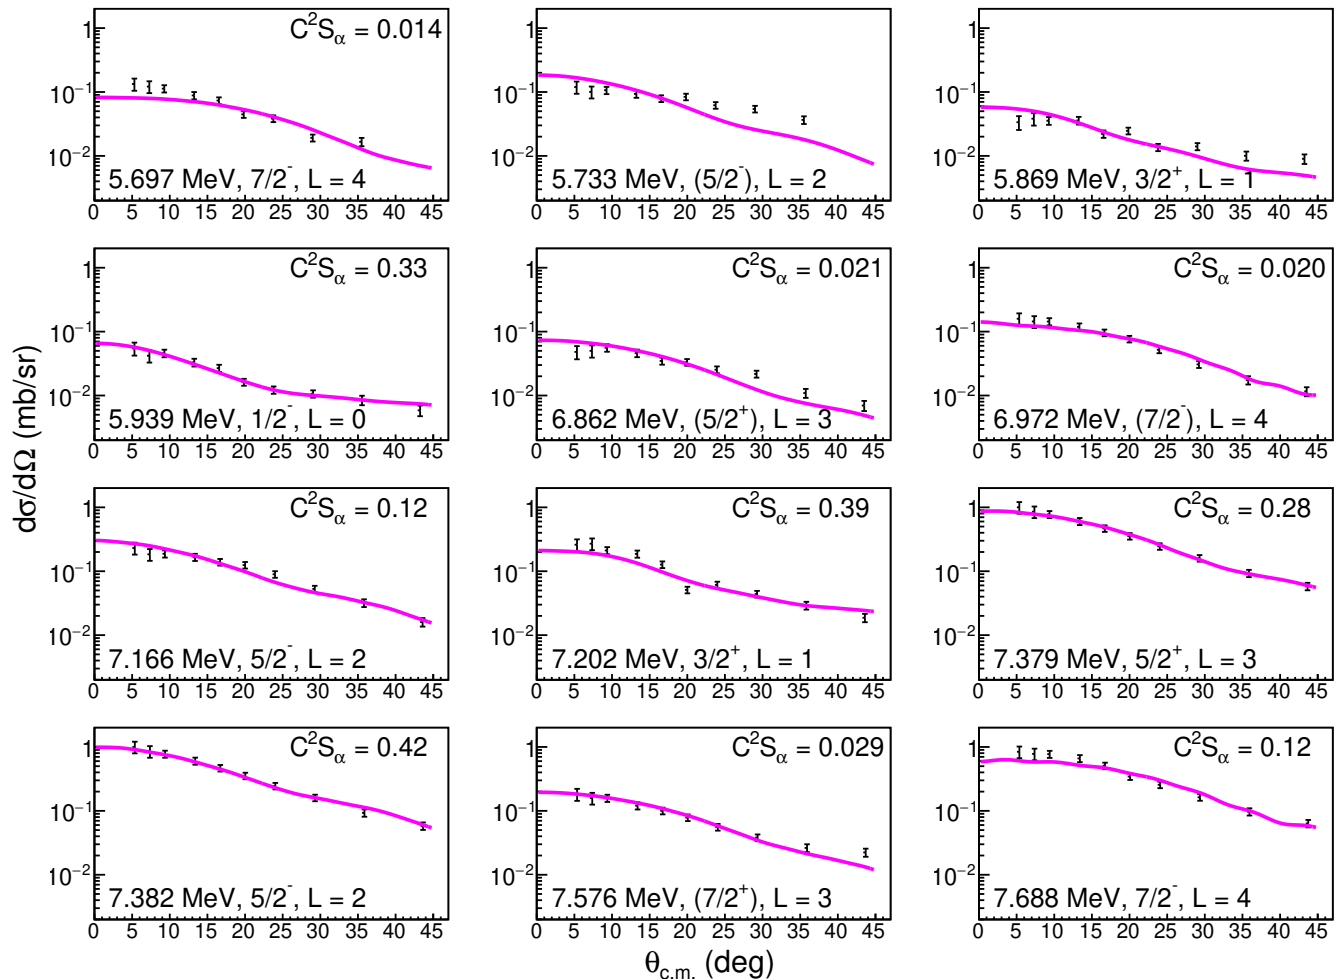 dσ/dΩ (mb/sr)
1
10⁻¹
10⁻²
C²Sα = 0.014
5.697 MeV, 7/2⁻, L = 4
0 5 10 15 20 25 30 35 40 45
1
10⁻¹
10⁻²
5.733 MeV, (5/2⁻), L = 2
0 5 10 15 20 25 30 35 40 45
1
10⁻¹
10⁻²
5.869 MeV, 3/2⁺, L = 1
0 5 10 15 20 25 30 35 40 45
1
10⁻¹
10⁻²
C²Sα = 0.33
5.939 MeV, 1/2⁻, L = 0
0 5 10 15 20 25 30 35 40 45
1
10⁻¹
10⁻²
C²Sα = 0.021
6.862 MeV, (5/2⁺), L = 3
0 5 10 15 20 25 30 35 40 45
1
10⁻¹
10⁻²
C²Sα = 0.020
6.972 MeV, (7/2⁻), L = 4
0 5 10 15 20 25 30 35 40 45
1
10⁻¹
10⁻²
C²Sα = 0.12
7.166 MeV, 5/2⁻, L = 2
0 5 10 15 20 25 30 35 40 45
1
10⁻¹
10⁻²
C²Sα = 0.39
7.202 MeV, 3/2⁺, L = 1
0 5 10 15 20 25 30 35 40 45
1
10⁻¹
10⁻²
C²Sα = 0.28
7.379 MeV, 5/2⁺, L = 3
0 5 10 15 20 25 30 35 40 45
1
10⁻¹
10⁻²
C²Sα = 0.42
7.382 MeV, 5/2⁻, L = 2
0 5 10 15 20 25 30 35 40 45
1
10⁻¹
10⁻²
C²Sα = 0.029
7.576 MeV, (7/2⁺), L = 3
0 5 10 15 20 25 30 35 40 45
1
10⁻¹
10⁻²
C²Sα = 0.12
7.688 MeV, 7/2⁻, L = 4
0 5 10 15 20 25 30 35 40 45
θc.m. (deg)